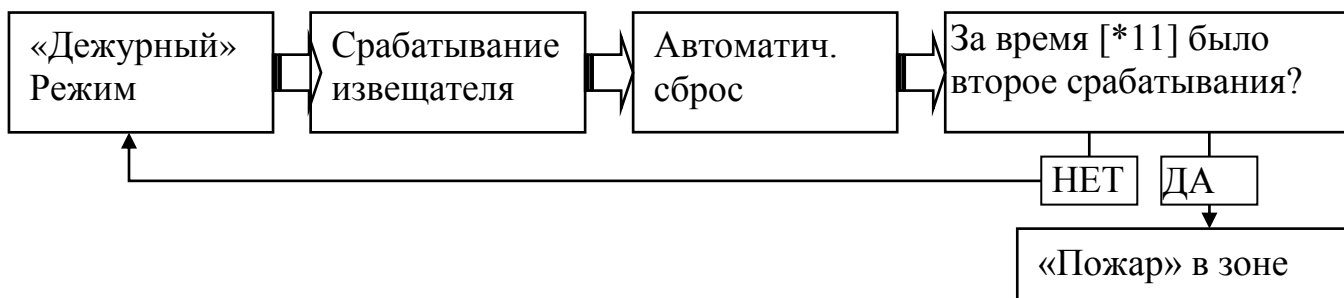 «Дежурный»
Режим
Срабатывание
извещателя
Автоматич.
сброс
За время [*11] было
второе срабатывания?
НЕТ
ДА
«Пожар» в зоне